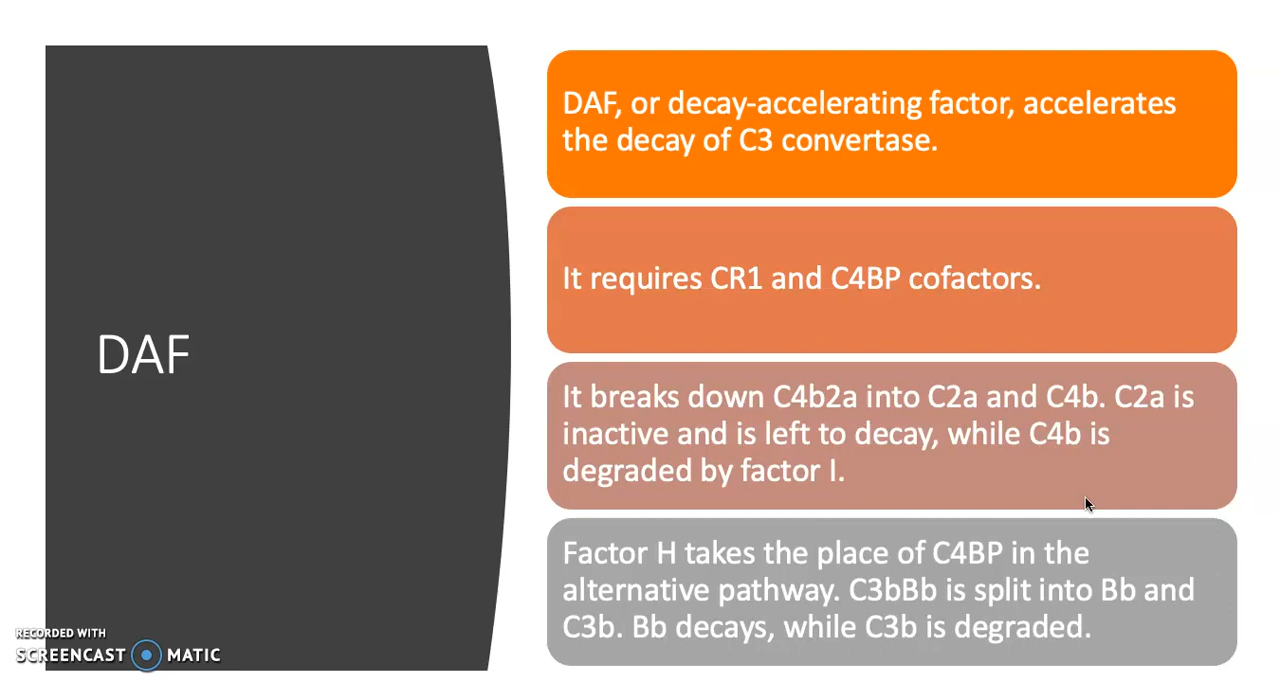 DAF, or decay-accelerating factor, accelerates
the decay of C3 convertase.
It requires CR1 and C4BP cofactors.
DAF
It breaks down C4b2a into C2a and C4b. C2a is
inactive and is left to decay, while C4b is
degraded by factor I.
Factor H takes the place of C4BP in the
alternative pathway. C3bBb is split into Bb and
C3b. Bb decays, while C3b is degraded.
RECORDED WITH
SCREENCAST MATIC